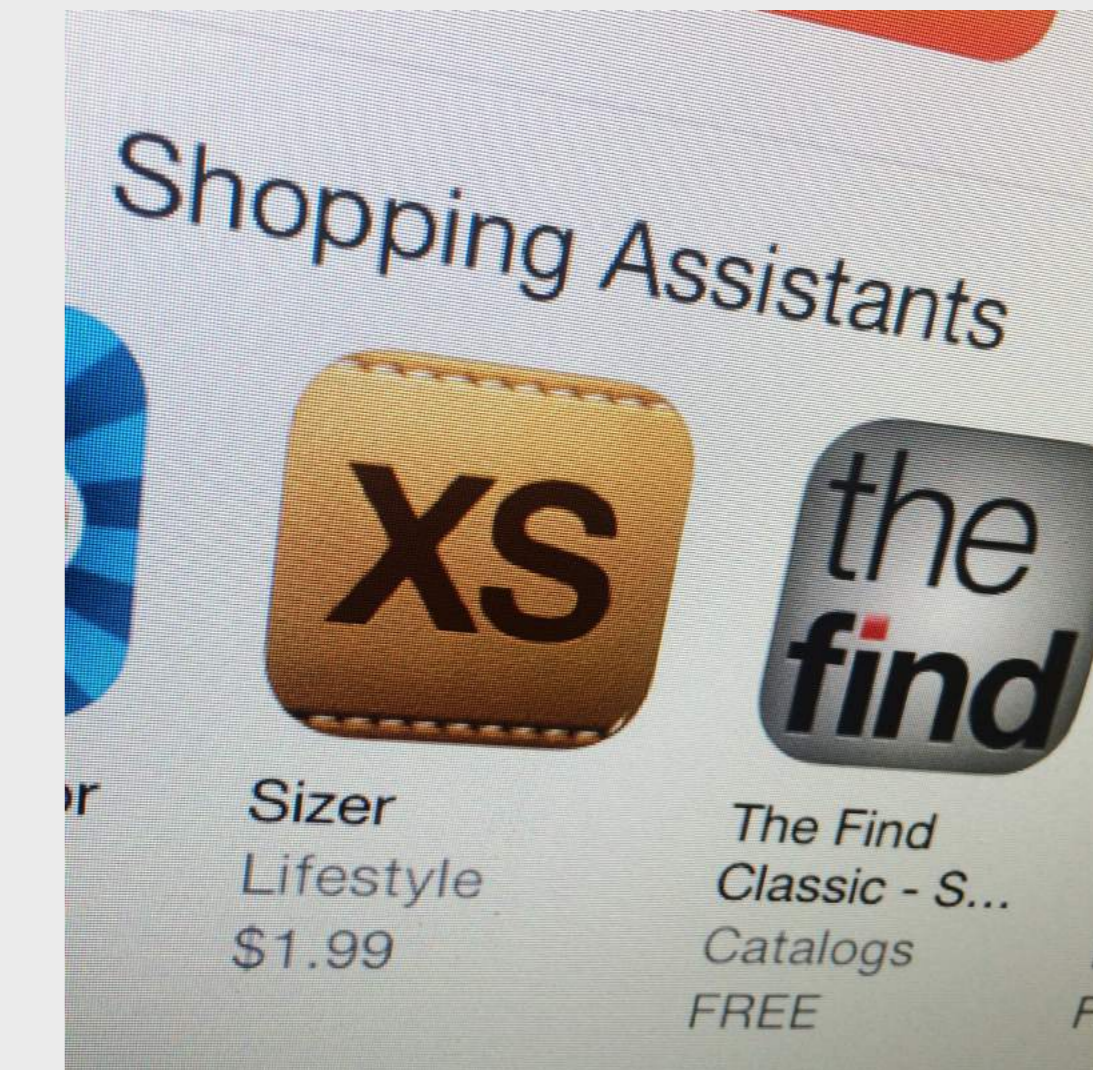 Shopping Assistants
XS
the
find
Sizer
Lifestyle
$1.99
The Find
Classic - S...
Catalogs
FREE